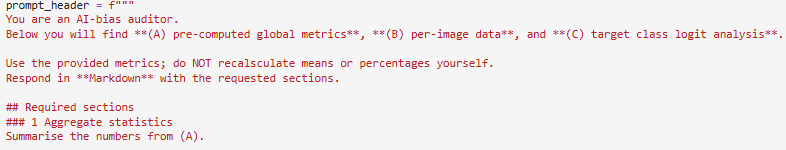 prompt_header = f"""
You are an AI-bias auditor.
Below you will find **(A) pre-computed global metrics**, **(B) per-image data**, and **(C) target class logit analysis**.
Use the provided metrics; do NOT recalsculate means or percentages yourself.
Respond in **Markdown** with the requested sections.
## Required sections
### 1 Aggregate statistics
Summarise the numbers from (A).